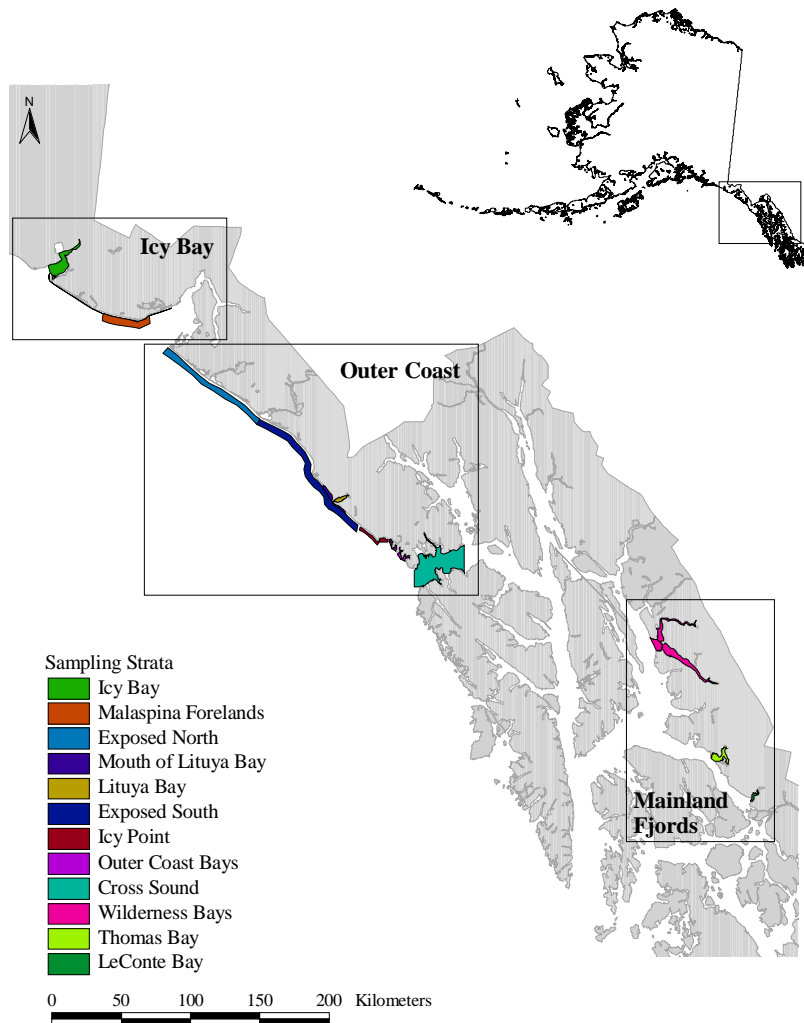 N
Icy Bay
Outer Coast
Mainland
Fjords
Sampling Strata
Icy Bay
Malaspina Forelands
Exposed North
Mouth of Lituya Bay
Lituya Bay
Exposed South
Icy Point
Outer Coast Bays
Cross Sound
Wilderness Bays
Thomas Bay
LeConte Bay
0 50 100 150 200 Kilometers